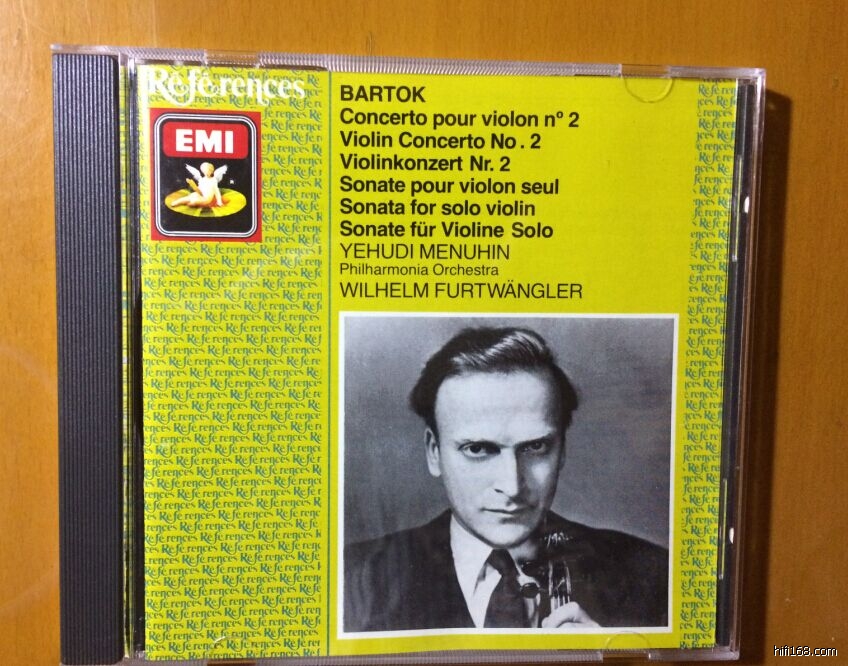 Références
EMI
BARTOK
Concerto pour violon nº 2
Violin Concerto No. 2
Violinkonzert Nr. 2
Sonate pour violon seul
Sonata for solo violin
Sonate für Violine Solo
YEHUDI MENUHIN
Philharmonia Orchestra
WILHELM FURTWÄNGLER
hifi168.com